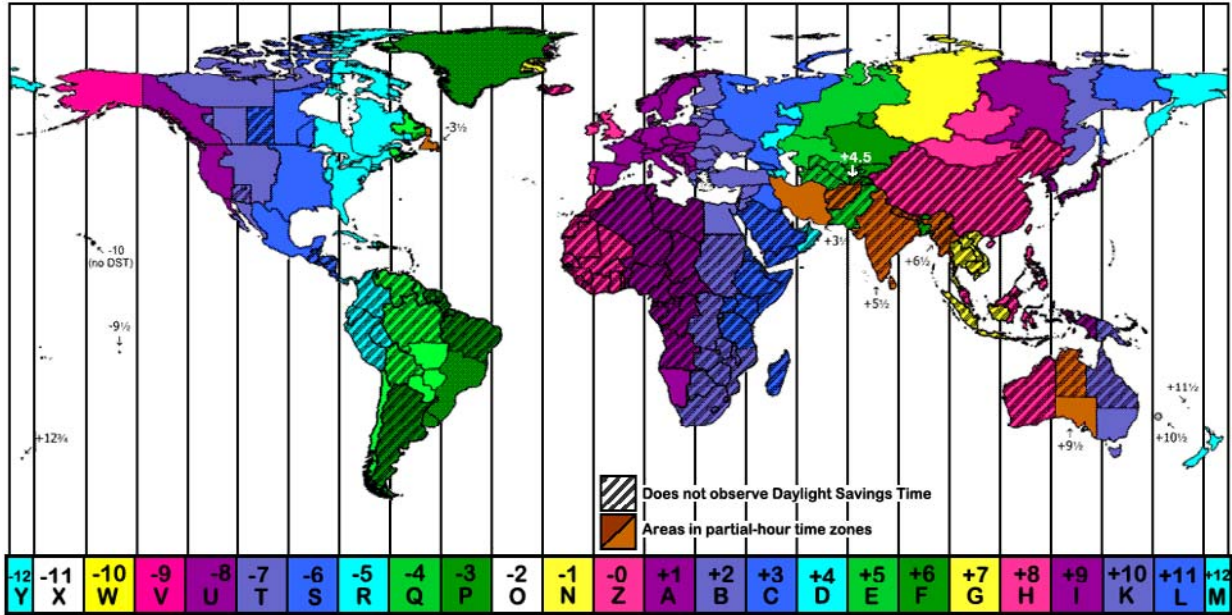 -3½
+4.5
-10
(no DST)
+3½
+6½
+5½
-9½
+11½
+12¾
+9½
+10½
Does not observe Daylight Savings Time
Areas in partial-hour time zones
-12 -11 -10 -9 -8 -7 -6 -5 -4 -3 -2 -1 -0 +1 +2 +3 +4 +5 +6 +7 +8 +9 +10 +11 +12
Y X W V U T S R Q P O N Z A B C D E F G H I K L M